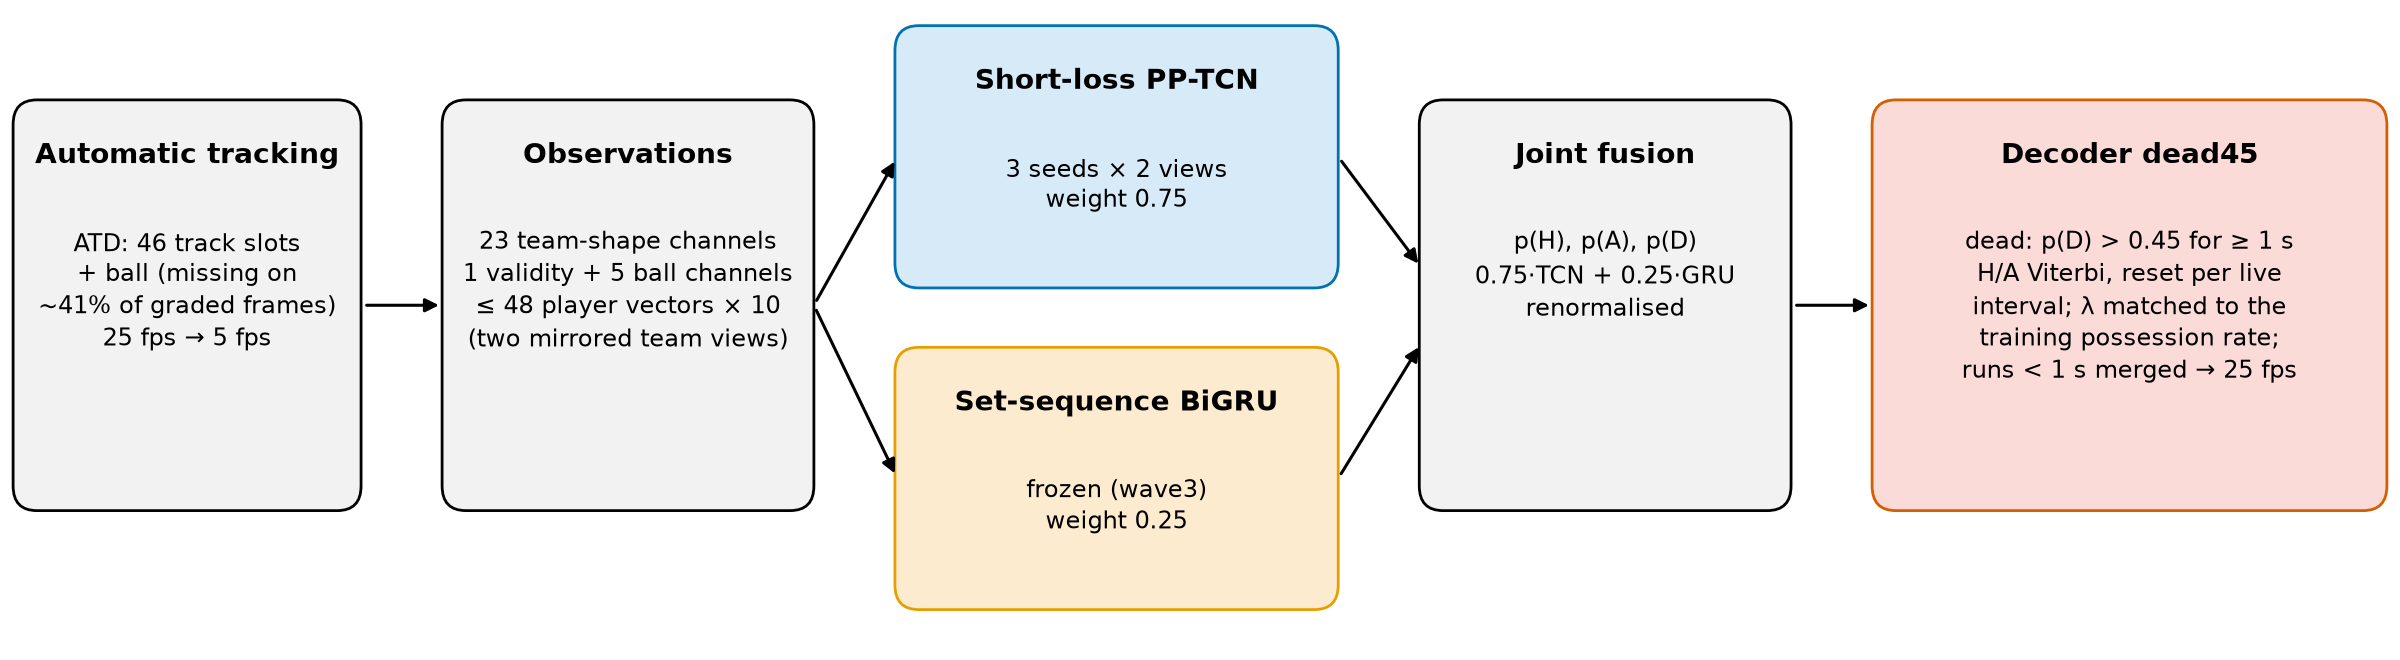 Automatic tracking
ATD: 46 track slots
+ ball (missing on
~41% of graded frames)
25 fps → 5 fps
Observations
23 team-shape channels
1 validity + 5 ball channels
≤ 48 player vectors × 10
(two mirrored team views)
Short-loss PP-TCN
3 seeds × 2 views
weight 0.75
Set-sequence BiGRU
frozen (wave3)
weight 0.25
Joint fusion
p(H), p(A), p(D)
0.75·TCN + 0.25·GRU
renormalised
Decoder dead45
dead: p(D) > 0.45 for ≥ 1 s
H/A Viterbi, reset per live
interval; λ matched to the
training possession rate;
runs < 1 s merged → 25 fps